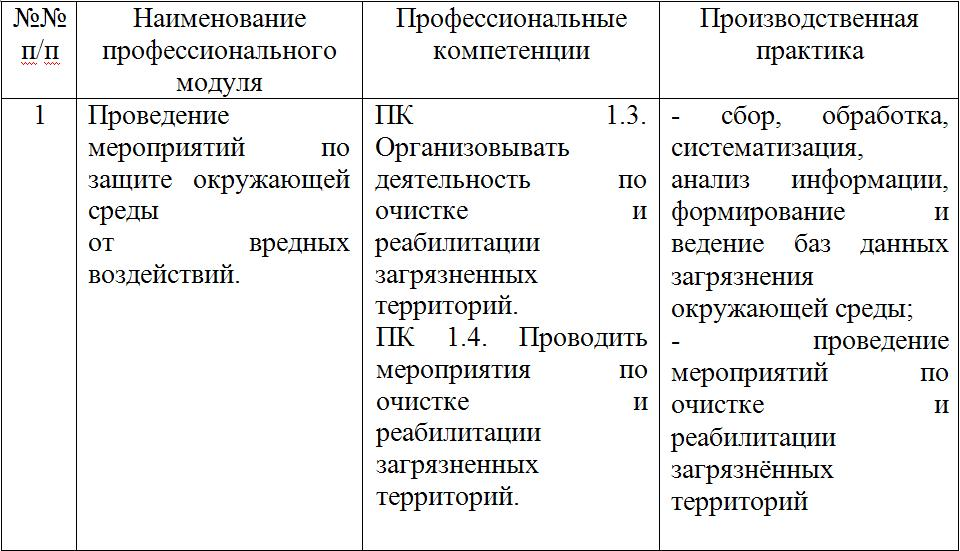 №№
п/п
Наименование
профессионального
модуля
Профессиональные
компетенции
Производственная
практика
1
Проведение
мероприятий по
защите окружающей
среды
от вредных
воздействий.
ПК 1.3.
Организовывать
деятельность по
очистке и
реабилитации
загрязненных
территорий.
ПК 1.4. Проводить
мероприятия по
очистке и
реабилитации
загрязненных
территорий.
- сбор, обработка,
систематизация,
анализ информации,
формирование и
ведение баз данных
загрязнения
окружающей среды;
- проведение
мероприятий по
очистке и
реабилитации
загрязнённых
территорий